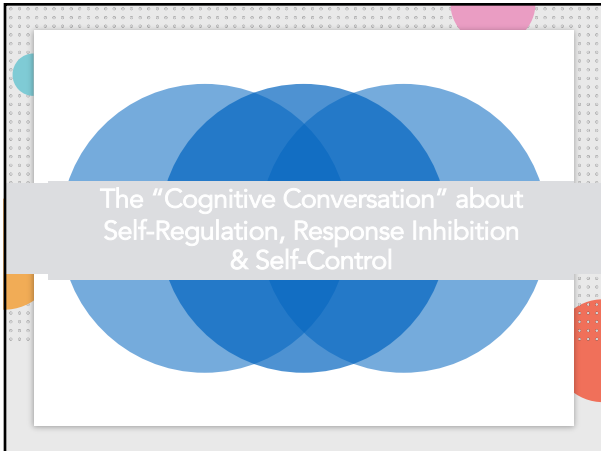 The “Cognitive Conversation” about
Self-Regulation, Response Inhibition
& Self-Control